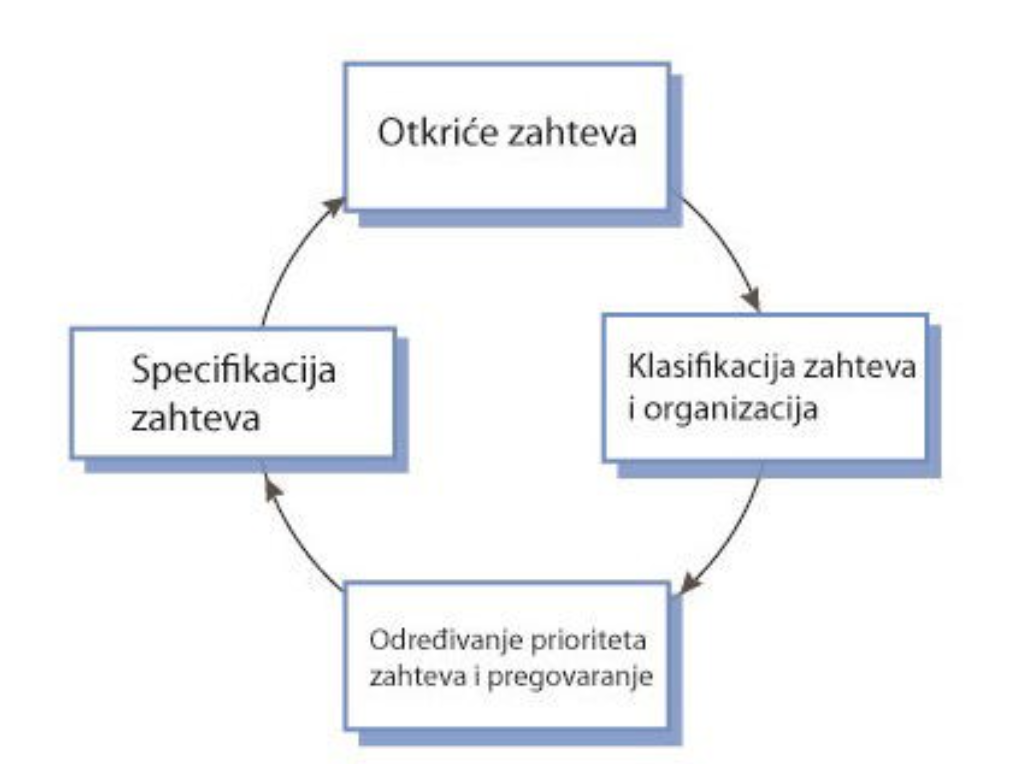 Otkriće zahteva
Klasifikacija zahteva
i organizacija
Određivanje prioriteta
zahteva i pregovaranje
Specifikacija
zahteva